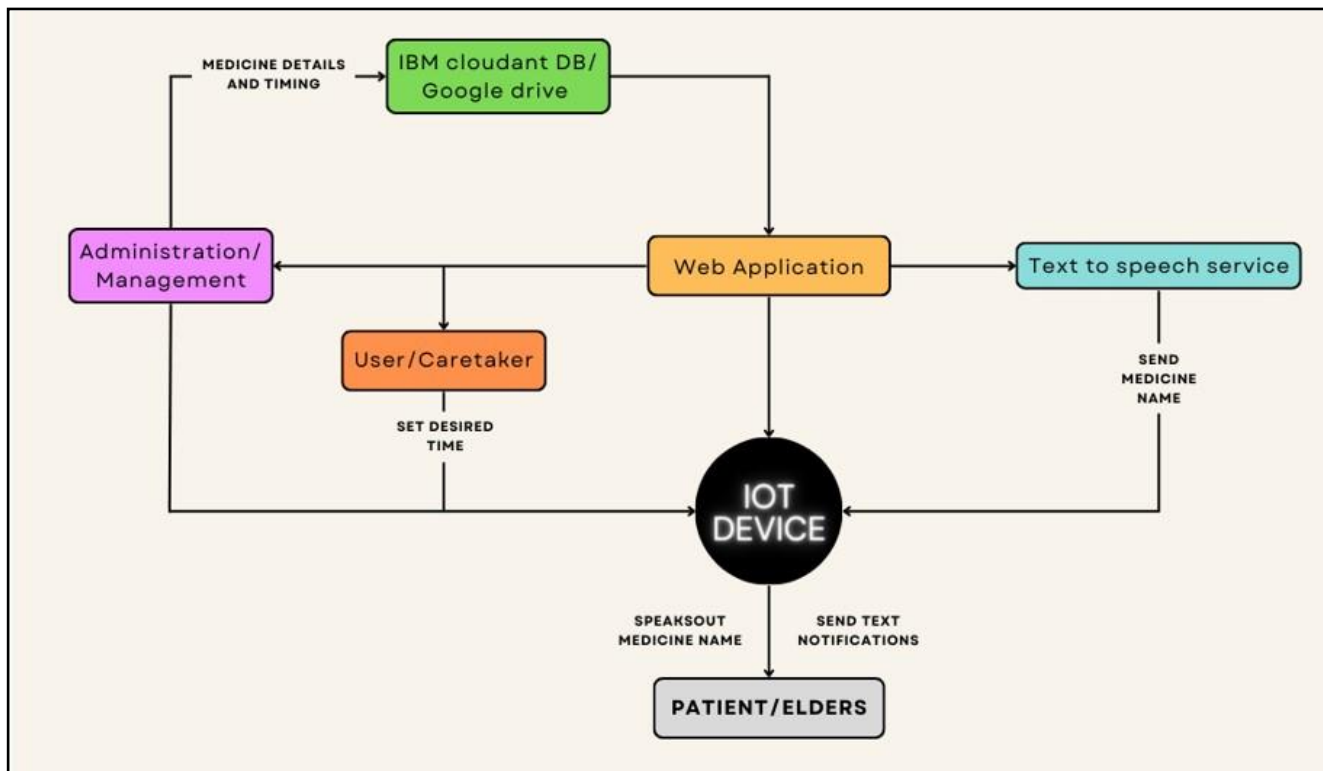 MEDICINE DETAILS
AND TIMING
IBM cloudant DB/
Google drive
Administration/
Management
Web Application
Text to speech service
User/Caretaker
SET DESIRED
TIME
SEND
MEDICINE
NAME
IOT
DEVICE
SPEAKSOUT
MEDICINE NAME
SEND TEXT
NOTIFICATIONS
PATIENT/ELDERS